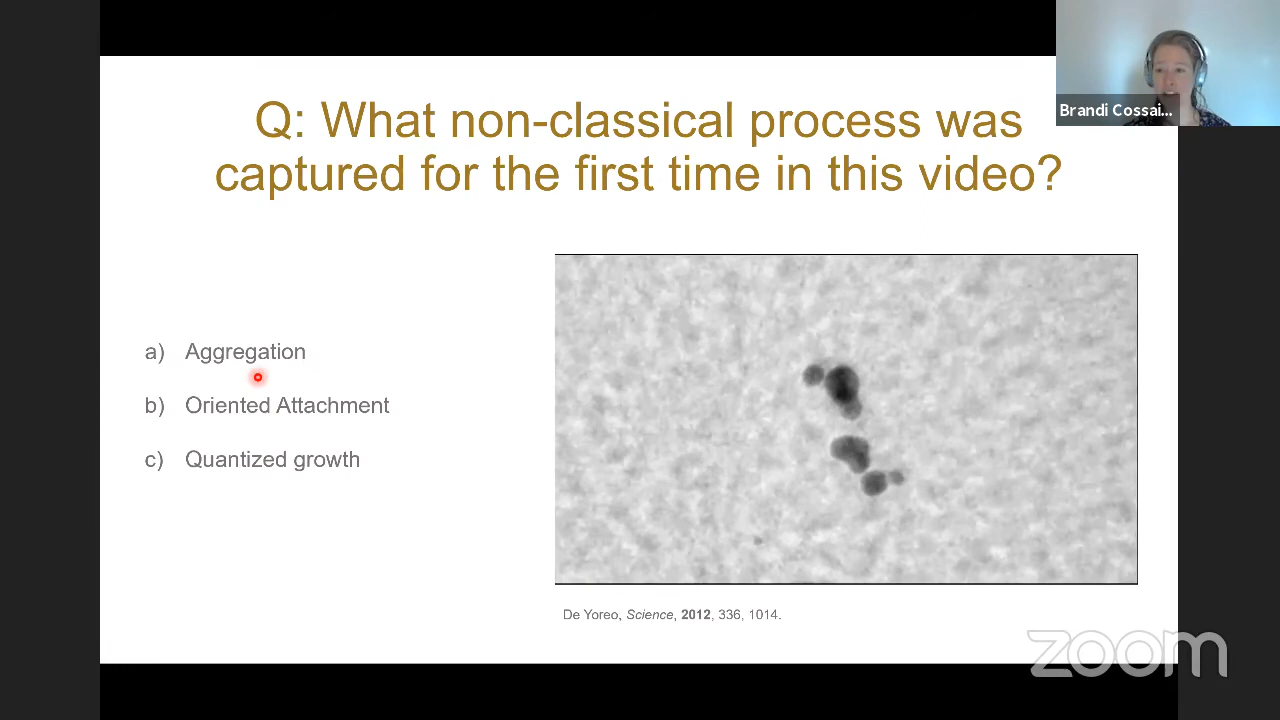 Q: What non-classical process was
captured for the first time in this video?
Brandi Cossai...
a) Aggregation
b) Oriented Attachment
c) Quantized growth
De Yoreo, Science, 2012, 336, 1014.
zoom